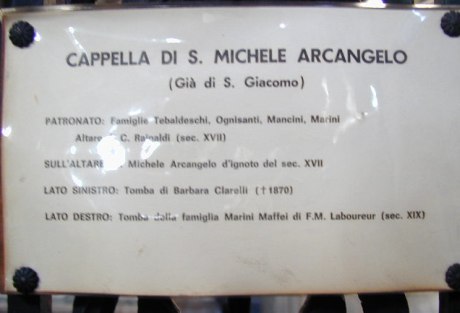 CAPPELLA DI S. MICHELE ARCANGELO
(Già di S. Giacomo)
PATRONATO: Famiglie Tebaldeschi, Ognisanti, Mancini, Marini
Altare C. Rainaldi (sec. XVII)
SULL'ALTARE Michele Arcangelo d'ignoto del sec. XVII
LATO SINISTRO: Tomba di Barbara Clarelli († 1870)
LATO DESTRO: Tomba della famiglia Marini Maffei di F.M. Laboureur (sec. XIX)